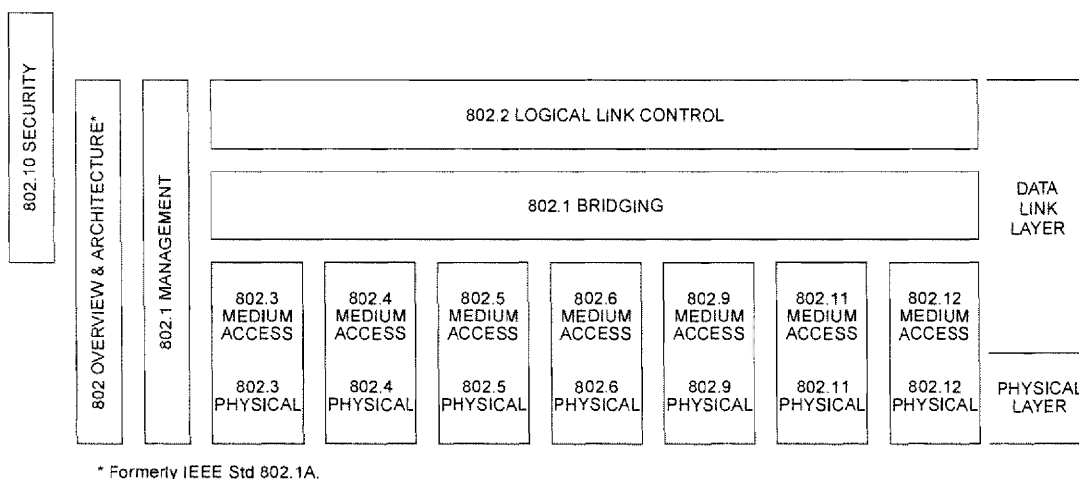 802.10 SECURITY
802 OVERVIEW & ARCHITECTURE*
802.1 MANAGEMENT
802.2 LOGICAL LINK CONTROL
802.1 BRIDGING
DATA
LINK
LAYER
802.3
MEDIUM
ACCESS
802.3
PHYSICAL
802.4
MEDIUM
ACCESS
802.4
PHYSICAL
802.5
MEDIUM
ACCESS
802.5
PHYSICAL
802.6
MEDIUM
ACCESS
802.6
PHYSICAL
802.9
MEDIUM
ACCESS
802.9
PHYSICAL
802.11
MEDIUM
ACCESS
802.11
PHYSICAL
802.12
MEDIUM
ACCESS
802.12
PHYSICAL
PHYSICAL
LAYER
* Formerly IEEE Std 802.1A.